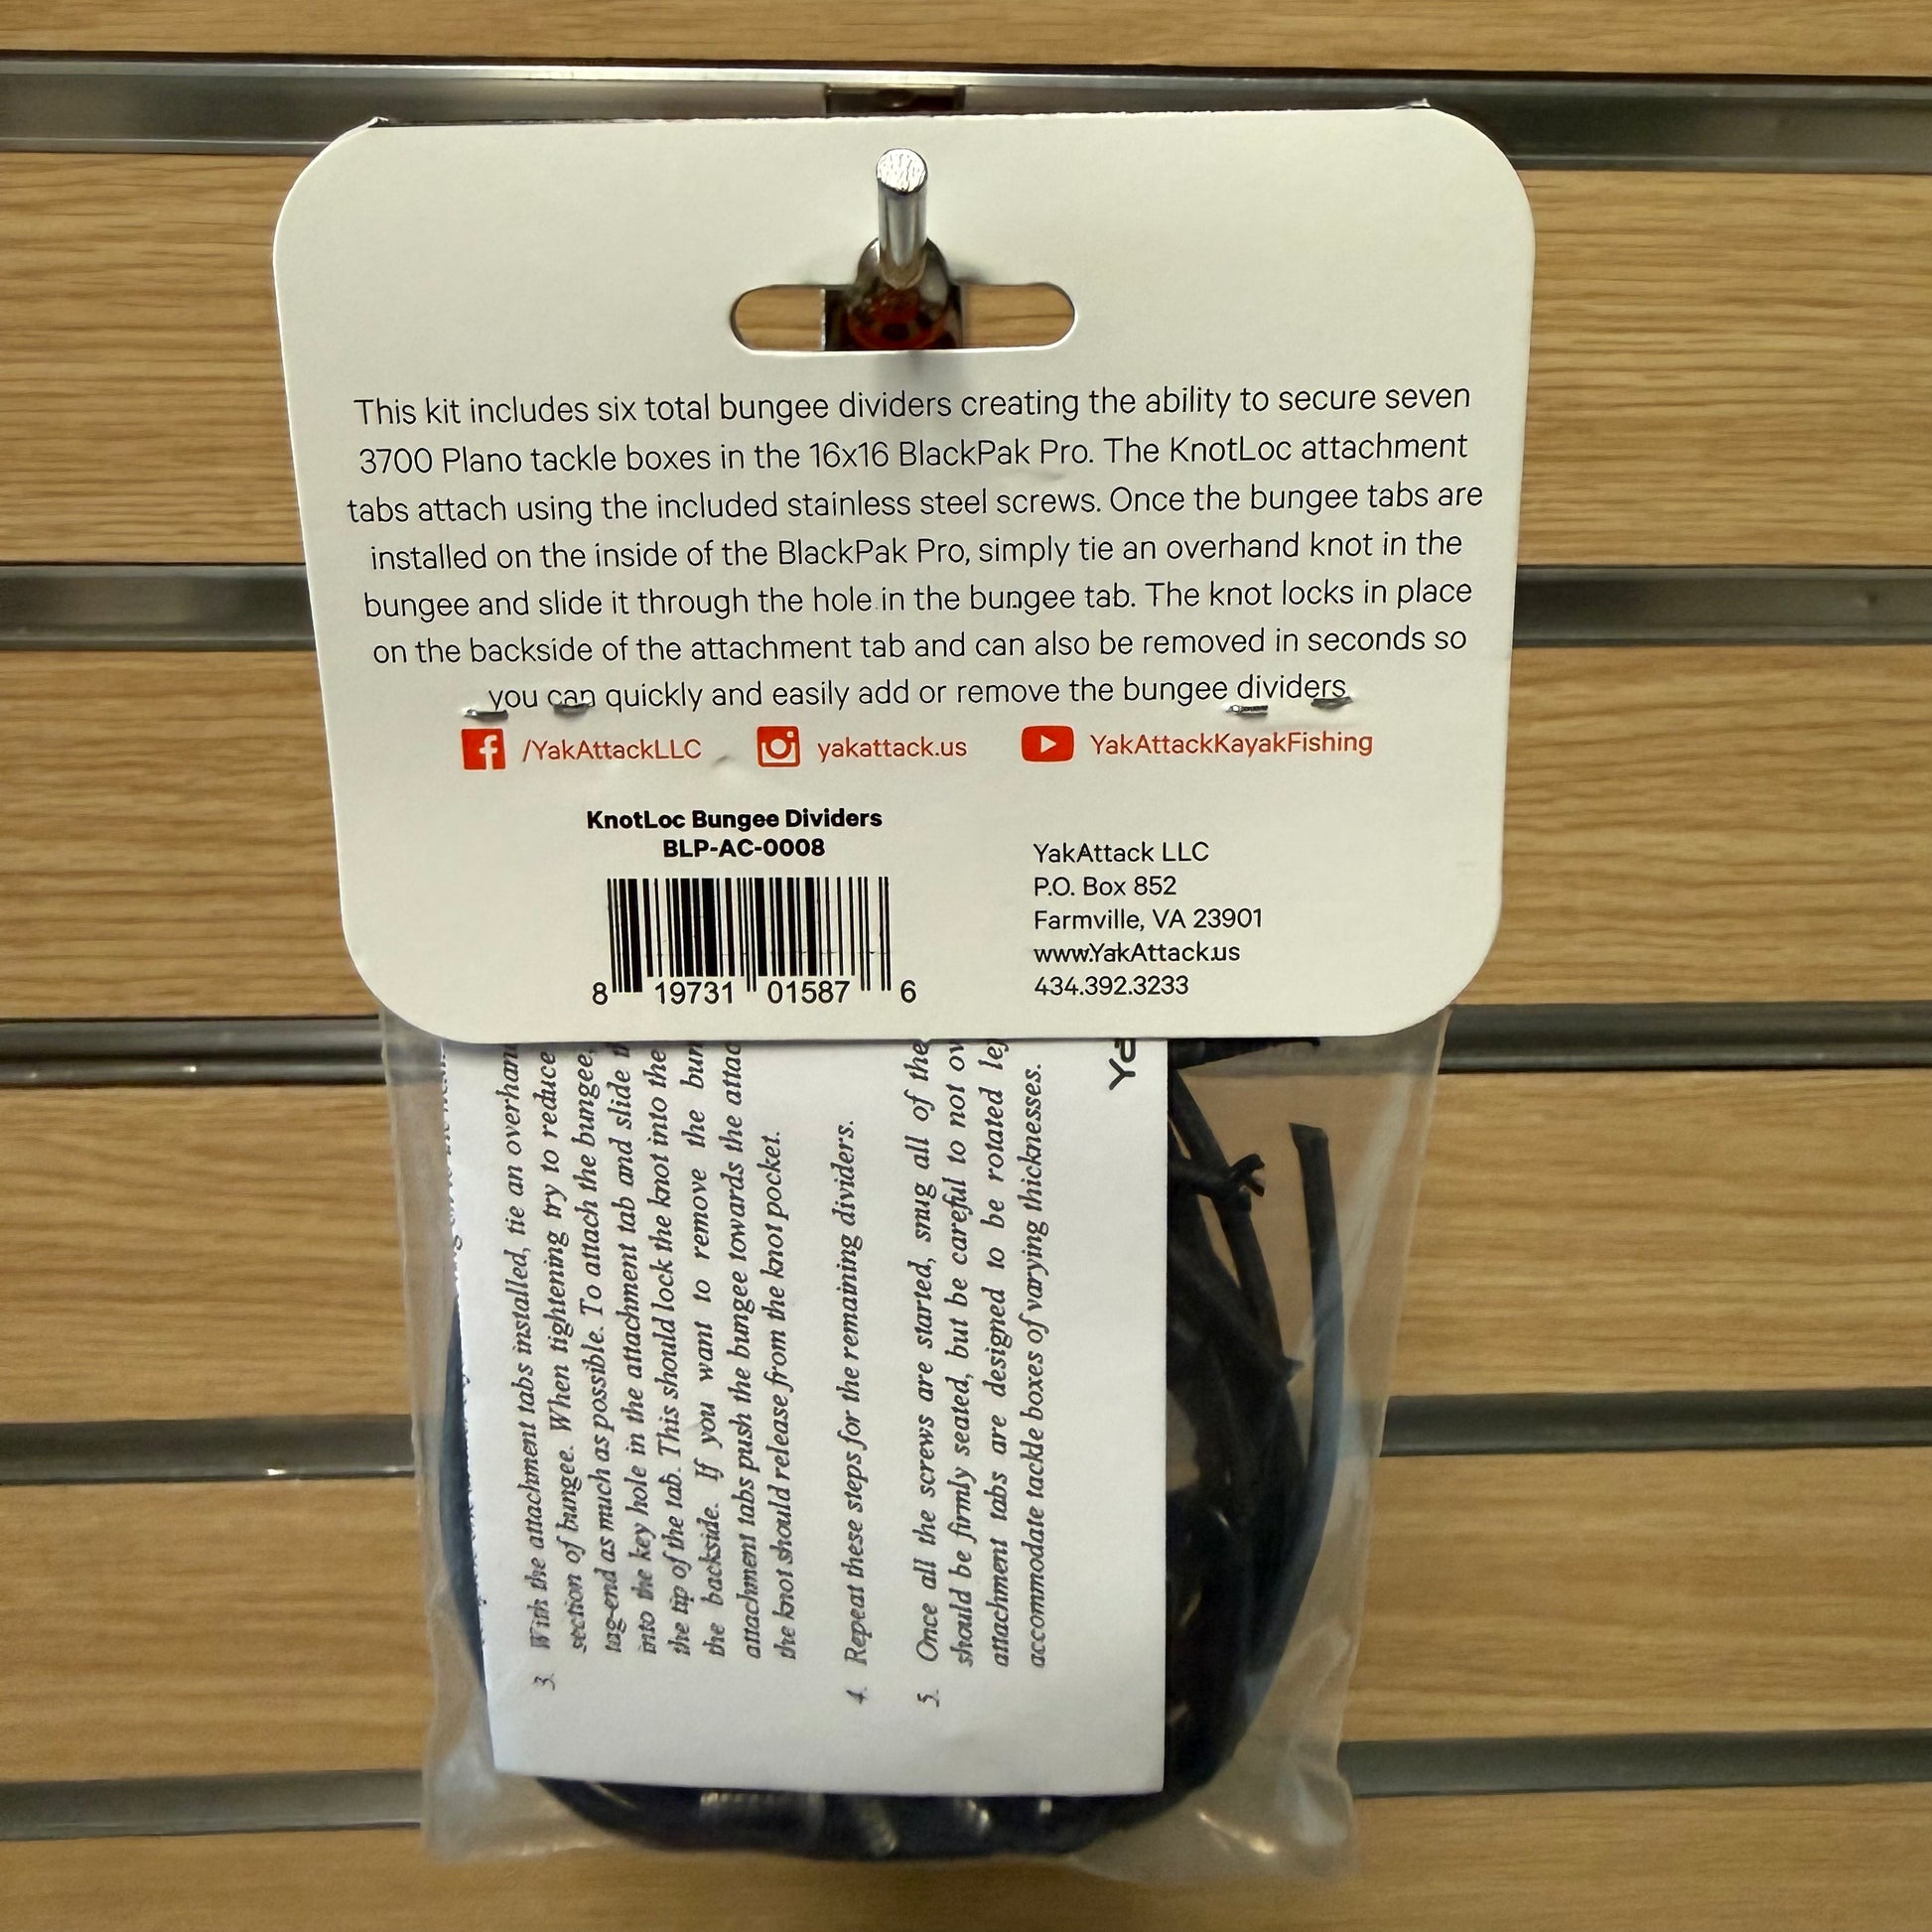 This kit includes six total bungee dividers creating the ability to secure seven
3700 Plano tackle boxes in the 16x16 BlackPak Pro. The KnotLoc attachment
tabs attach using the included stainless steel screws. Once the bungee tabs are
installed on the inside of the BlackPak Pro, simply tie an overhand knot in the
bungee and slide it through the hole in the bungee tab. The knot locks in place
on the backside of the attachment tab and can also be removed in seconds so
you can quickly and easily add or remove the bungee dividers
/YakAttackLLC yakattack.us YakAttackKayakFishing
KnotLoc Bungee Dividers
BLP-AC-0008
8 19731 01587 6
YakAttack LLC
P.O. Box 852
Farmville, VA 23901
www.YakAttack.us
434.392.3233
3. With the attachment tabs installed, tie an overhan
section of bungee. When tightening try to reduce
tag-end as much as possible. To attach the bungee,
into the key hole in the attachment tab and slide
the tip of the tab. This should lock the knot into the
the backside. If you want to remove the bun
attachment tabs push the bungee towards the attac
the knot should release from the knot pocket.
4. Repeat these steps for the remaining dividers.
5. Once all the screws are started, snug all of the
should be firmly seated, but be careful to not ov
attachment tabs are designed to be rotated
accommodate tackle boxes of varying thicknesses.